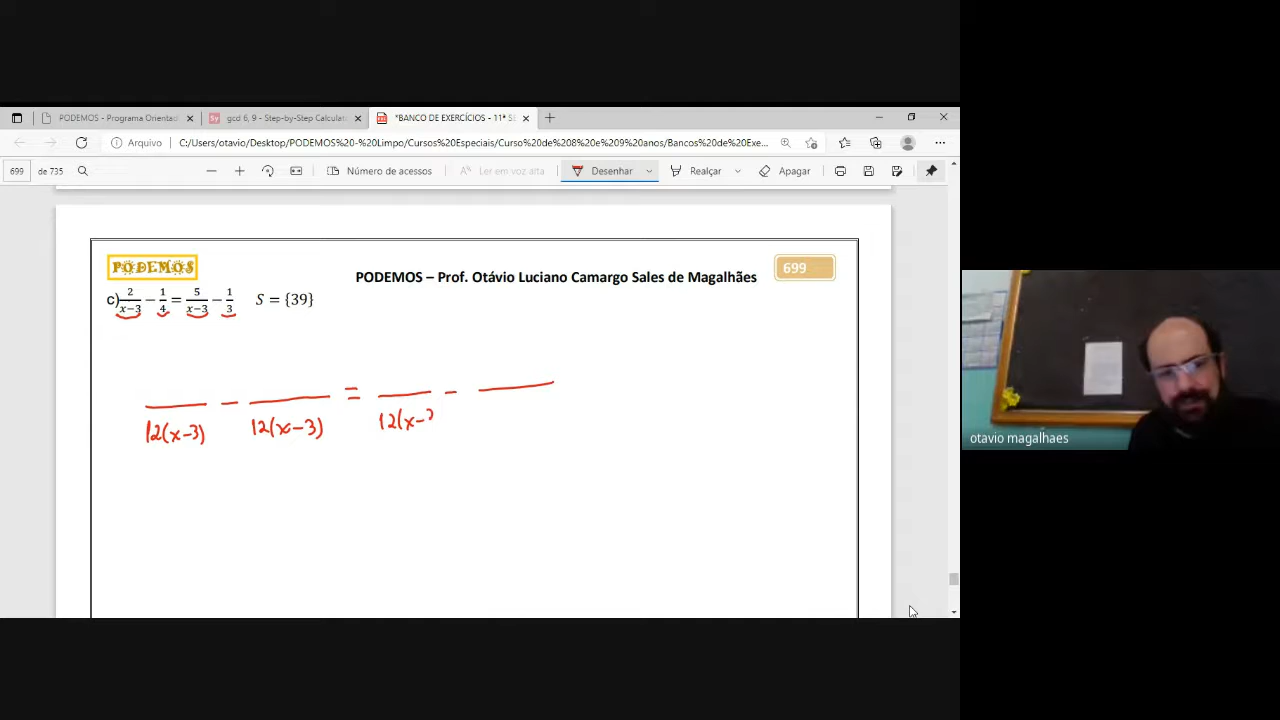 PODEMOS - Programa Orientad
gcd 6, 9 - Step-by-Step Calculat
*BANCO DE EXERCÍCIOS - 11ª SE
Arquivo
C:/Users/otavio/Desktop/PODEMOS%20-%20Limpo/Cursos%20Especiais/Curso%20de%208%20e%209%20anos/Bancos%20de%20Exe...
699 de 735
Número de acessos
Ler em voz alta
Desenhar
Realçar
Apagar
PODEMOS
PODEMOS – Prof. Otávio Luciano Camargo Sales de Magalhães
699
c) 2/(x−3) − 1/4 = 5/(x−3) − 1/3 S = {39}
− = −
12(x−3) 12(x−3) 12(x−
otavio magalhaes